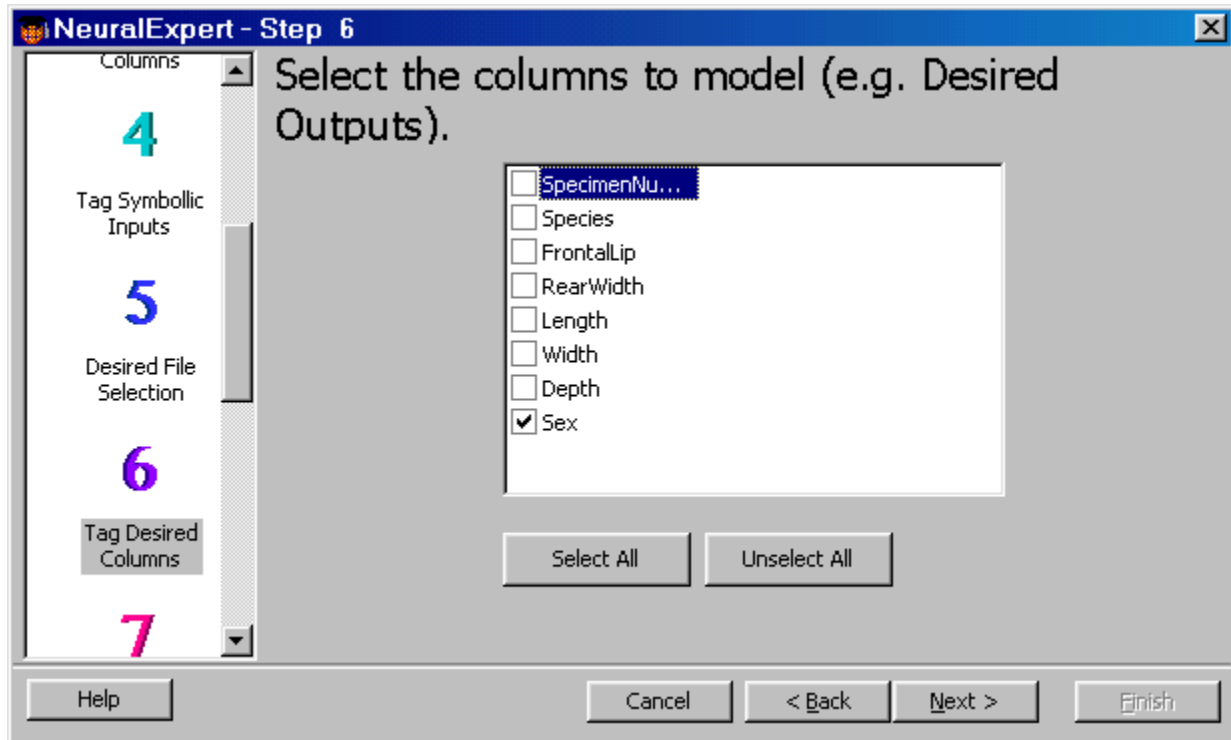 NeuralExpert - Step 6
Columns
4
Tag Symbollic
Inputs
5
Desired File
Selection
6
Tag Desired
Columns
7
Select the columns to model (e.g. Desired
Outputs).
SpecimenNu...
Species
FrontalLip
RearWidth
Length
Width
Depth
Sex
Select All
Unselect All
Help
Cancel
< Back
Next >
Finish